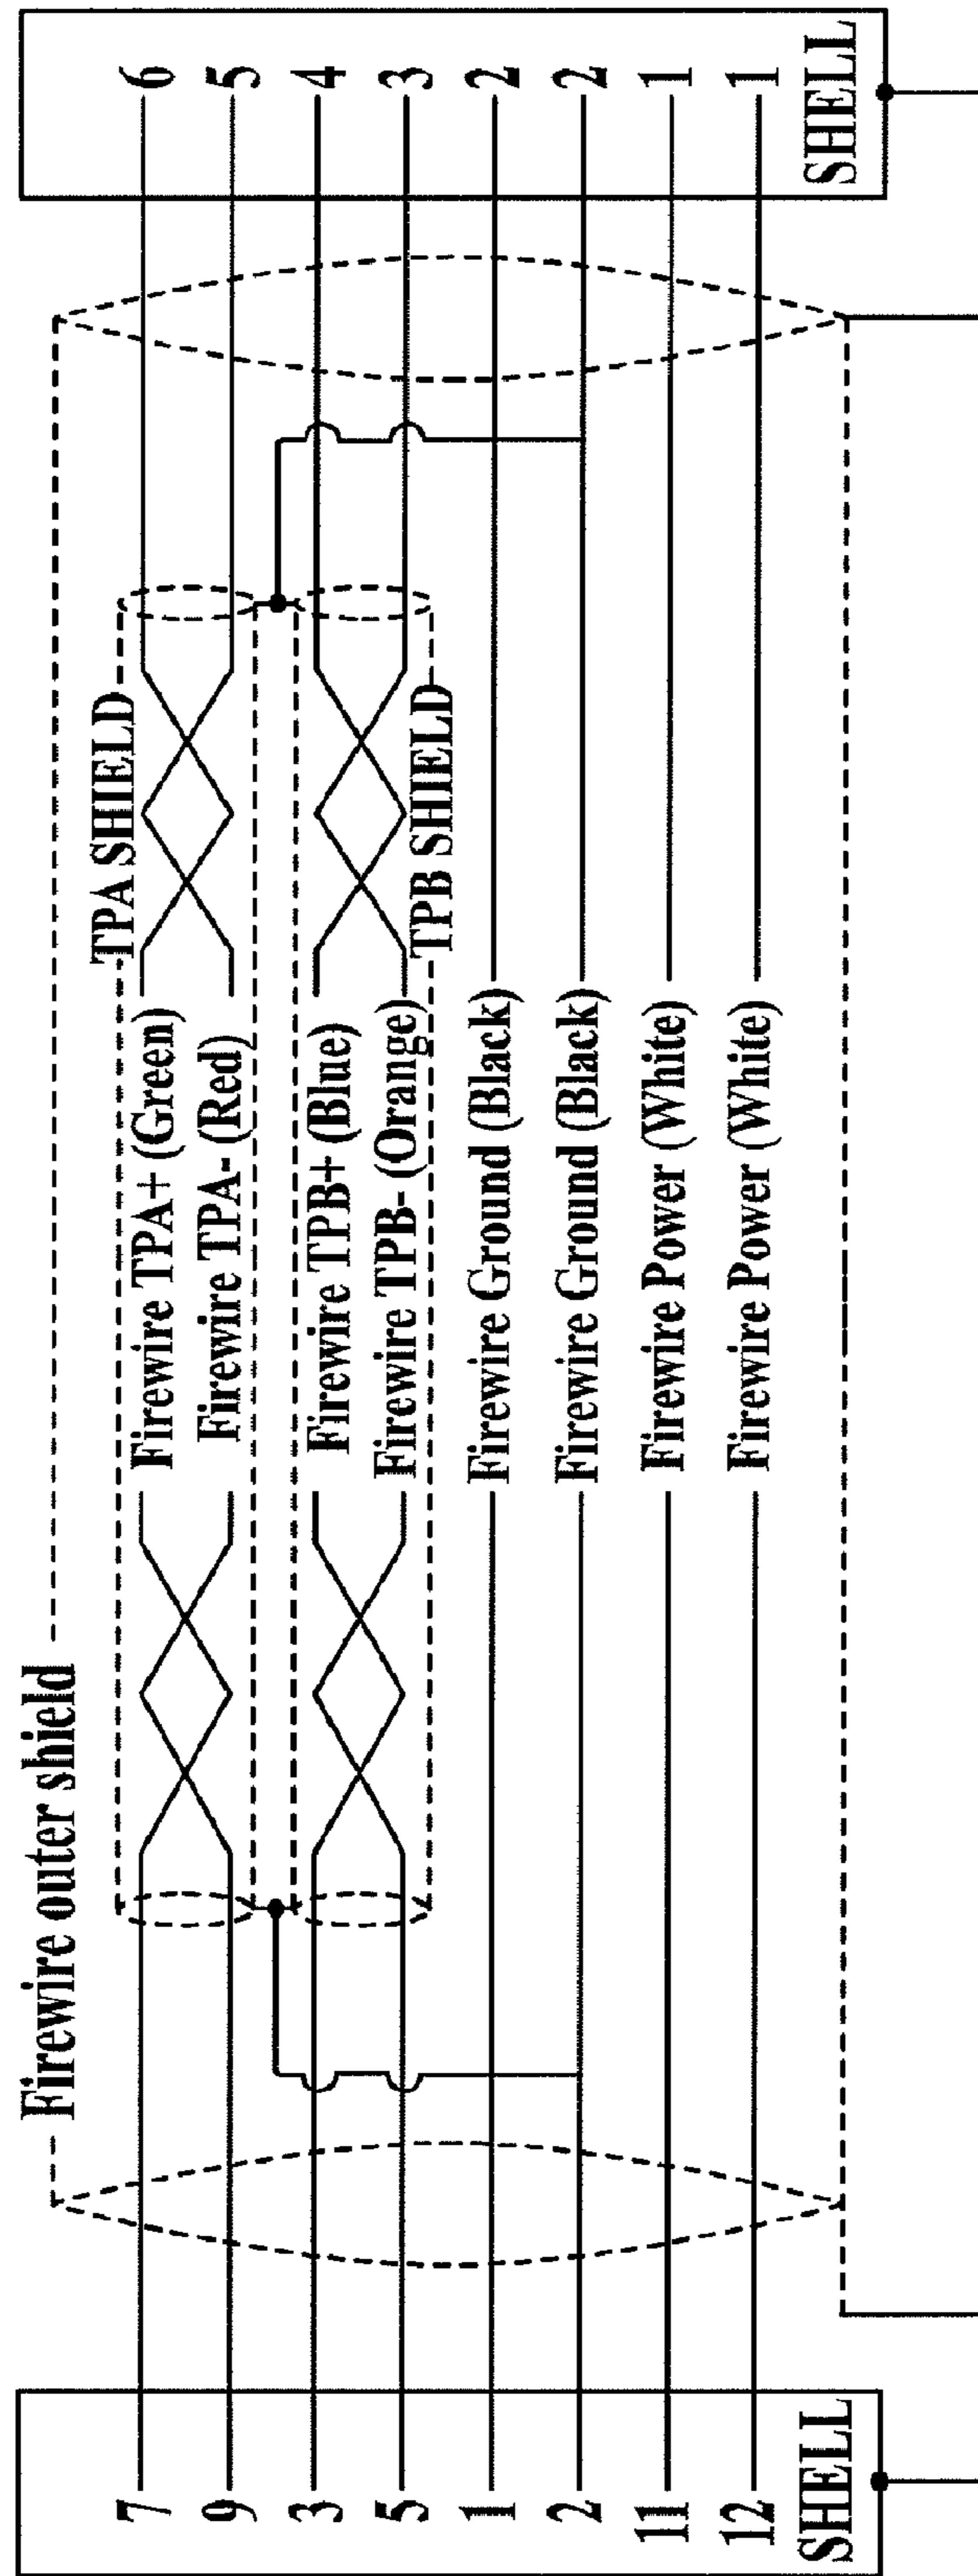 Firewire outer shield
TPA SHIELD
7 Firewire TPA+ (Green) 6
9 Firewire TPA- (Red) 5
3 Firewire TPB+ (Blue) 4
5 Firewire TPB- (Orange) 3
TPB SHIELD
1 Firewire Ground (Black) 2
2 Firewire Ground (Black) 2
11 Firewire Power (White) 1
12 Firewire Power (White) 1
SHELL SHELL